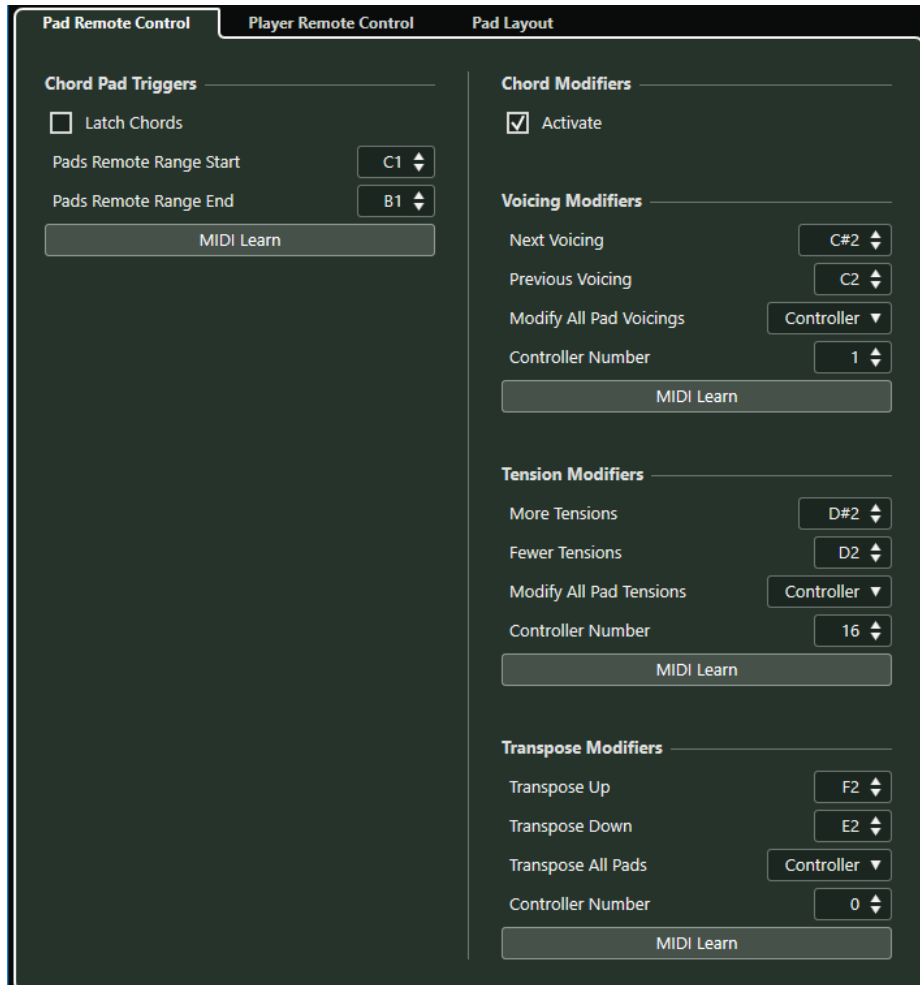 Pad Remote Control
Player Remote Control
Pad Layout
Chord Pad Triggers
Latch Chords
Pads Remote Range Start C1
Pads Remote Range End B1
MIDI Learn
Chord Modifiers
Activate
Voicing Modifiers
Next Voicing C#2
Previous Voicing C2
Modify All Pad Voicings Controller
Controller Number 1
MIDI Learn
Tension Modifiers
More Tensions D#2
Fewer Tensions D2
Modify All Pad Tensions Controller
Controller Number 16
MIDI Learn
Transpose Modifiers
Transpose Up F2
Transpose Down E2
Transpose All Pads Controller
Controller Number 0
MIDI Learn